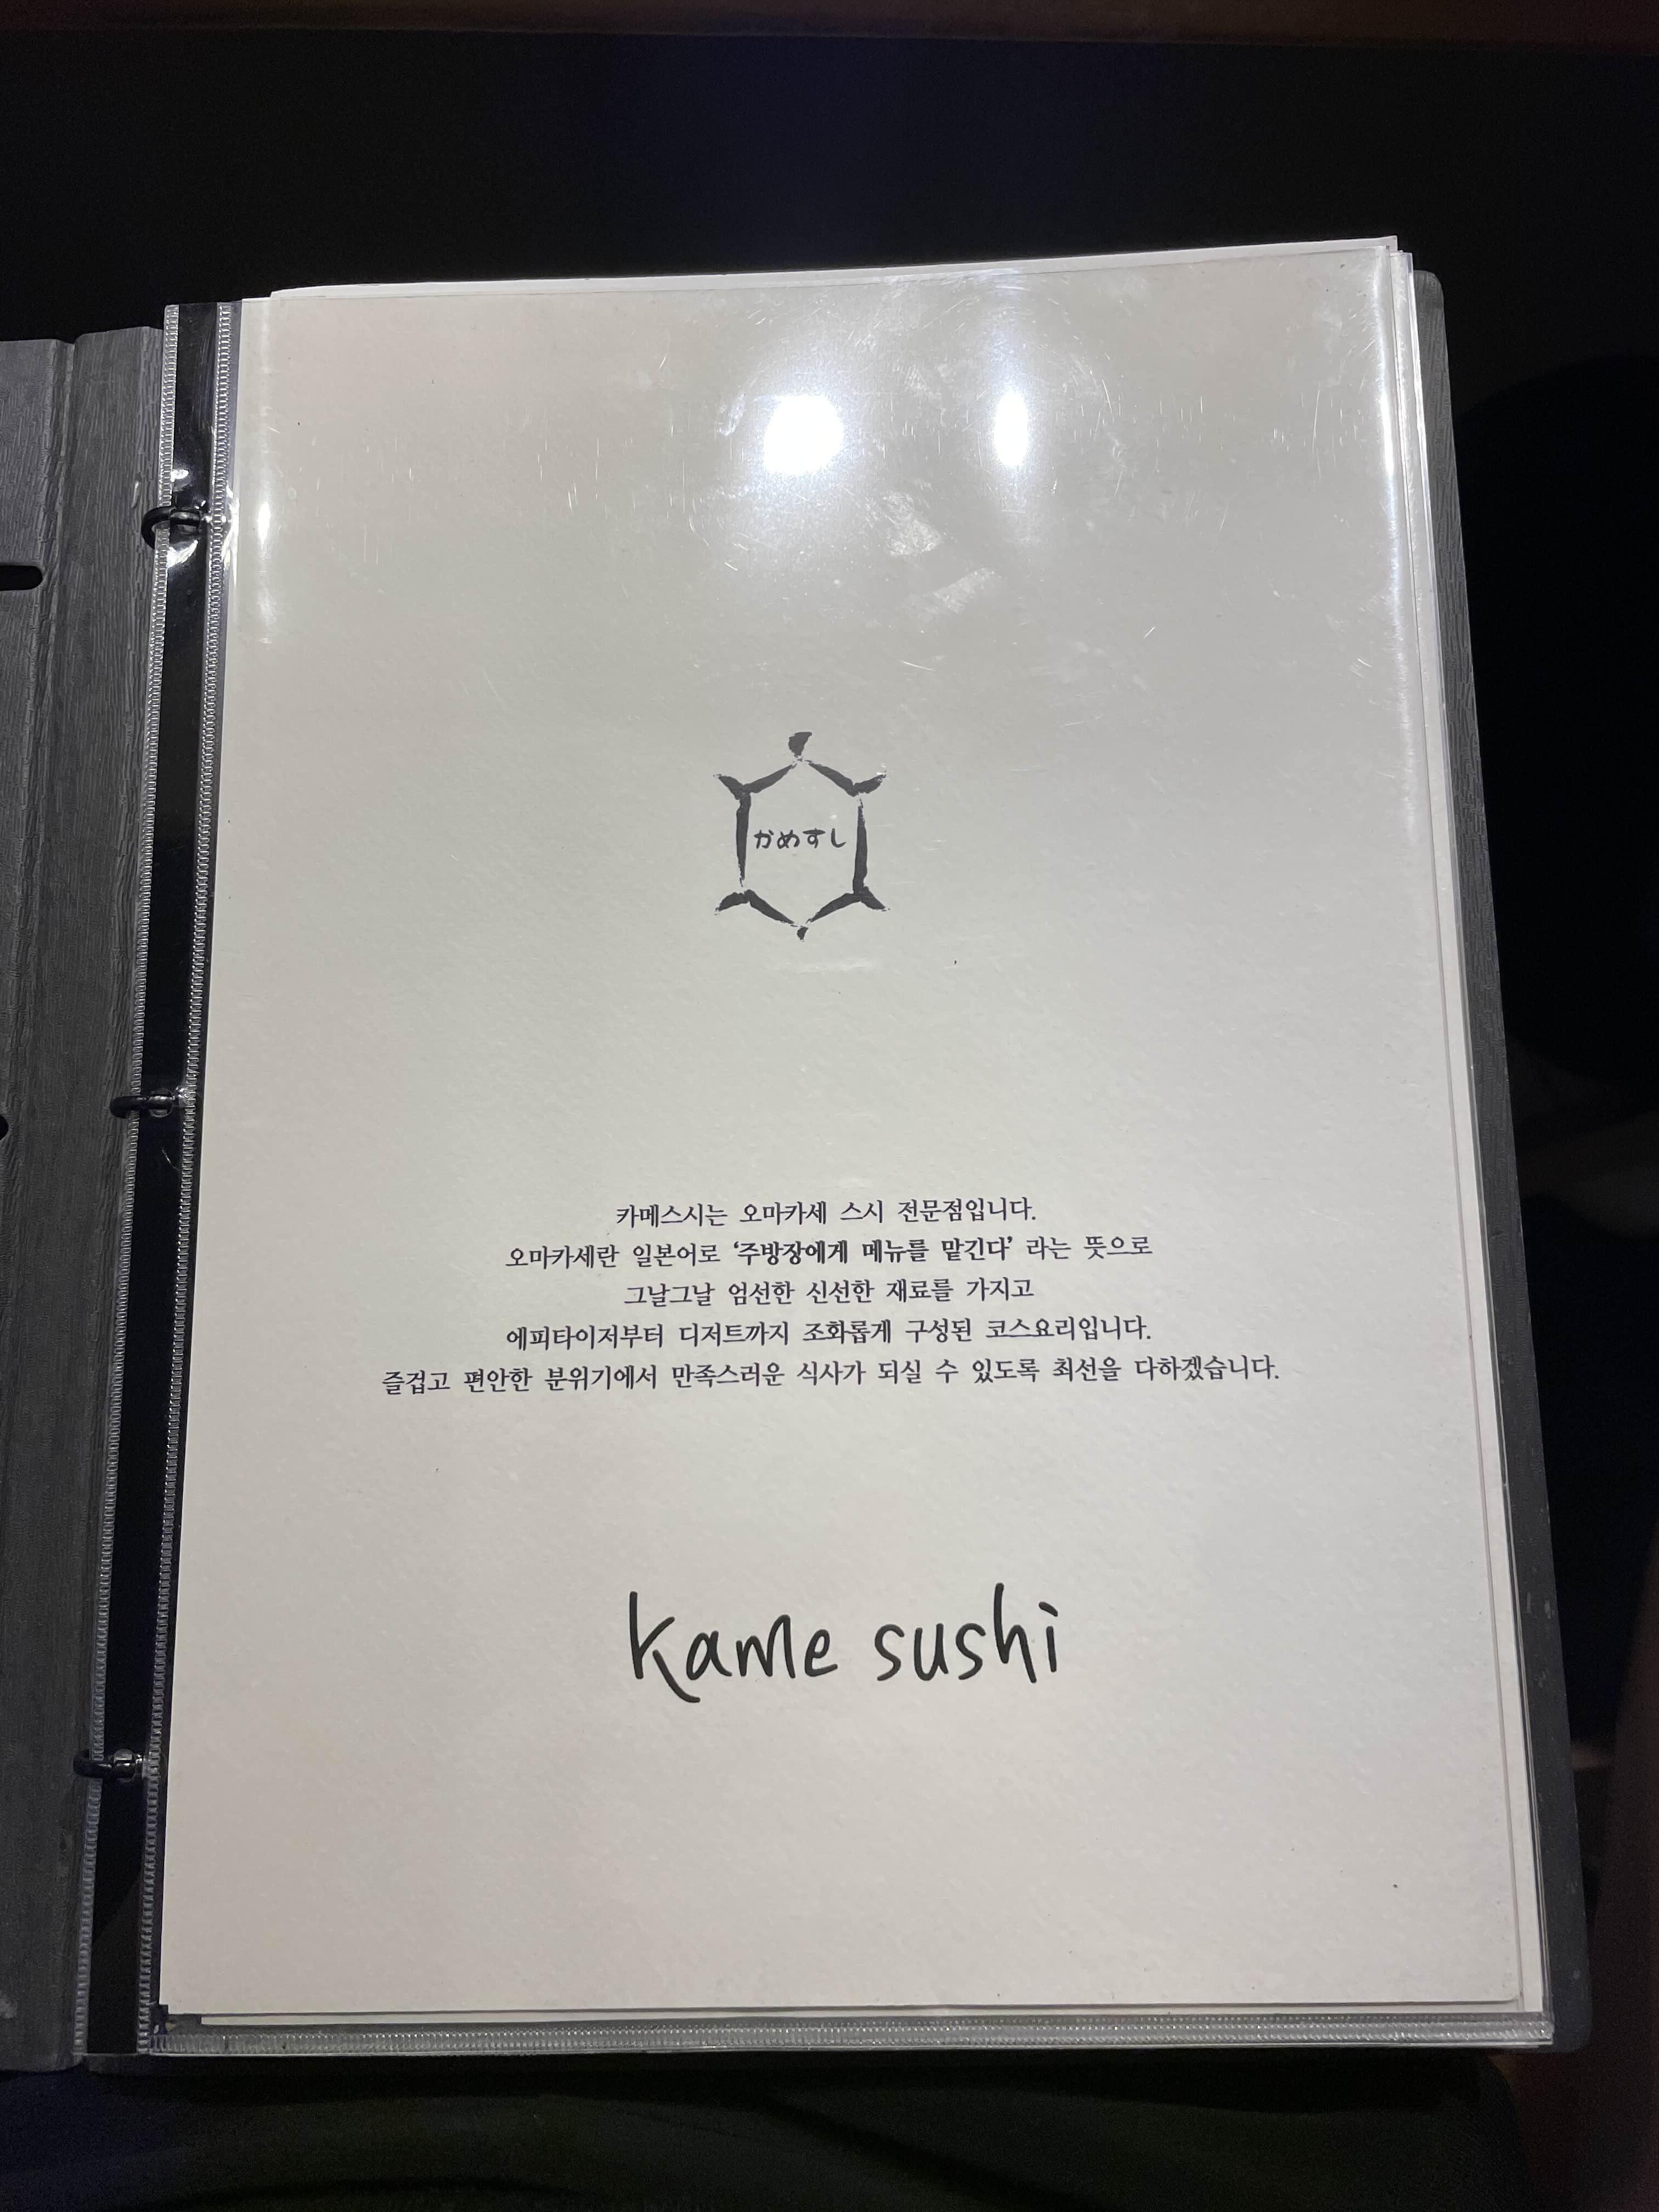 かめすし
카메스시는 오마카세 스시 전문점입니다.
오마카세란 일본어로 ‘주방장에게 메뉴를 맡긴다’ 라는 뜻으로
그날그날 엄선한 신선한 재료를 가지고
에피타이저부터 디저트까지 조화롭게 구성된 코스요리입니다.
즐겁고 편안한 분위기에서 만족스러운 식사가 되실 수 있도록 최선을 다하겠습니다.
kame sushi